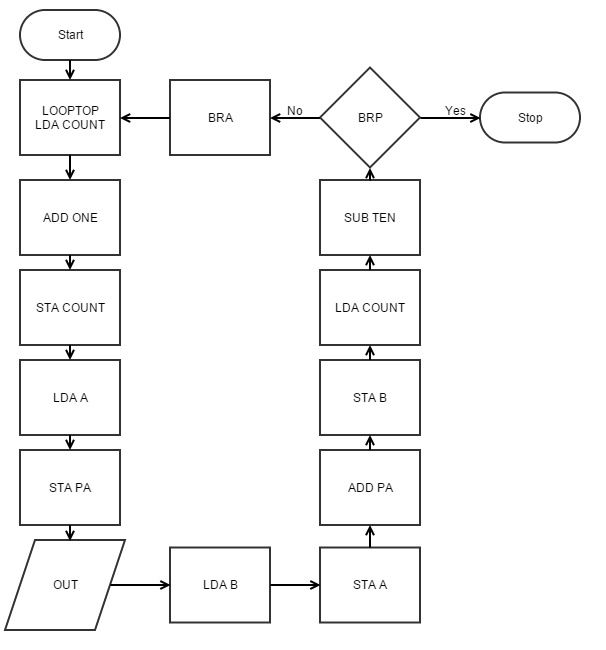 Start
LOOPTOP
LDA COUNT
ADD ONE
STA COUNT
LDA A
STA PA
OUT
LDA B
STA A
ADD PA
STA B
LDA COUNT
SUB TEN
BRP
No
BRA
Yes
Stop